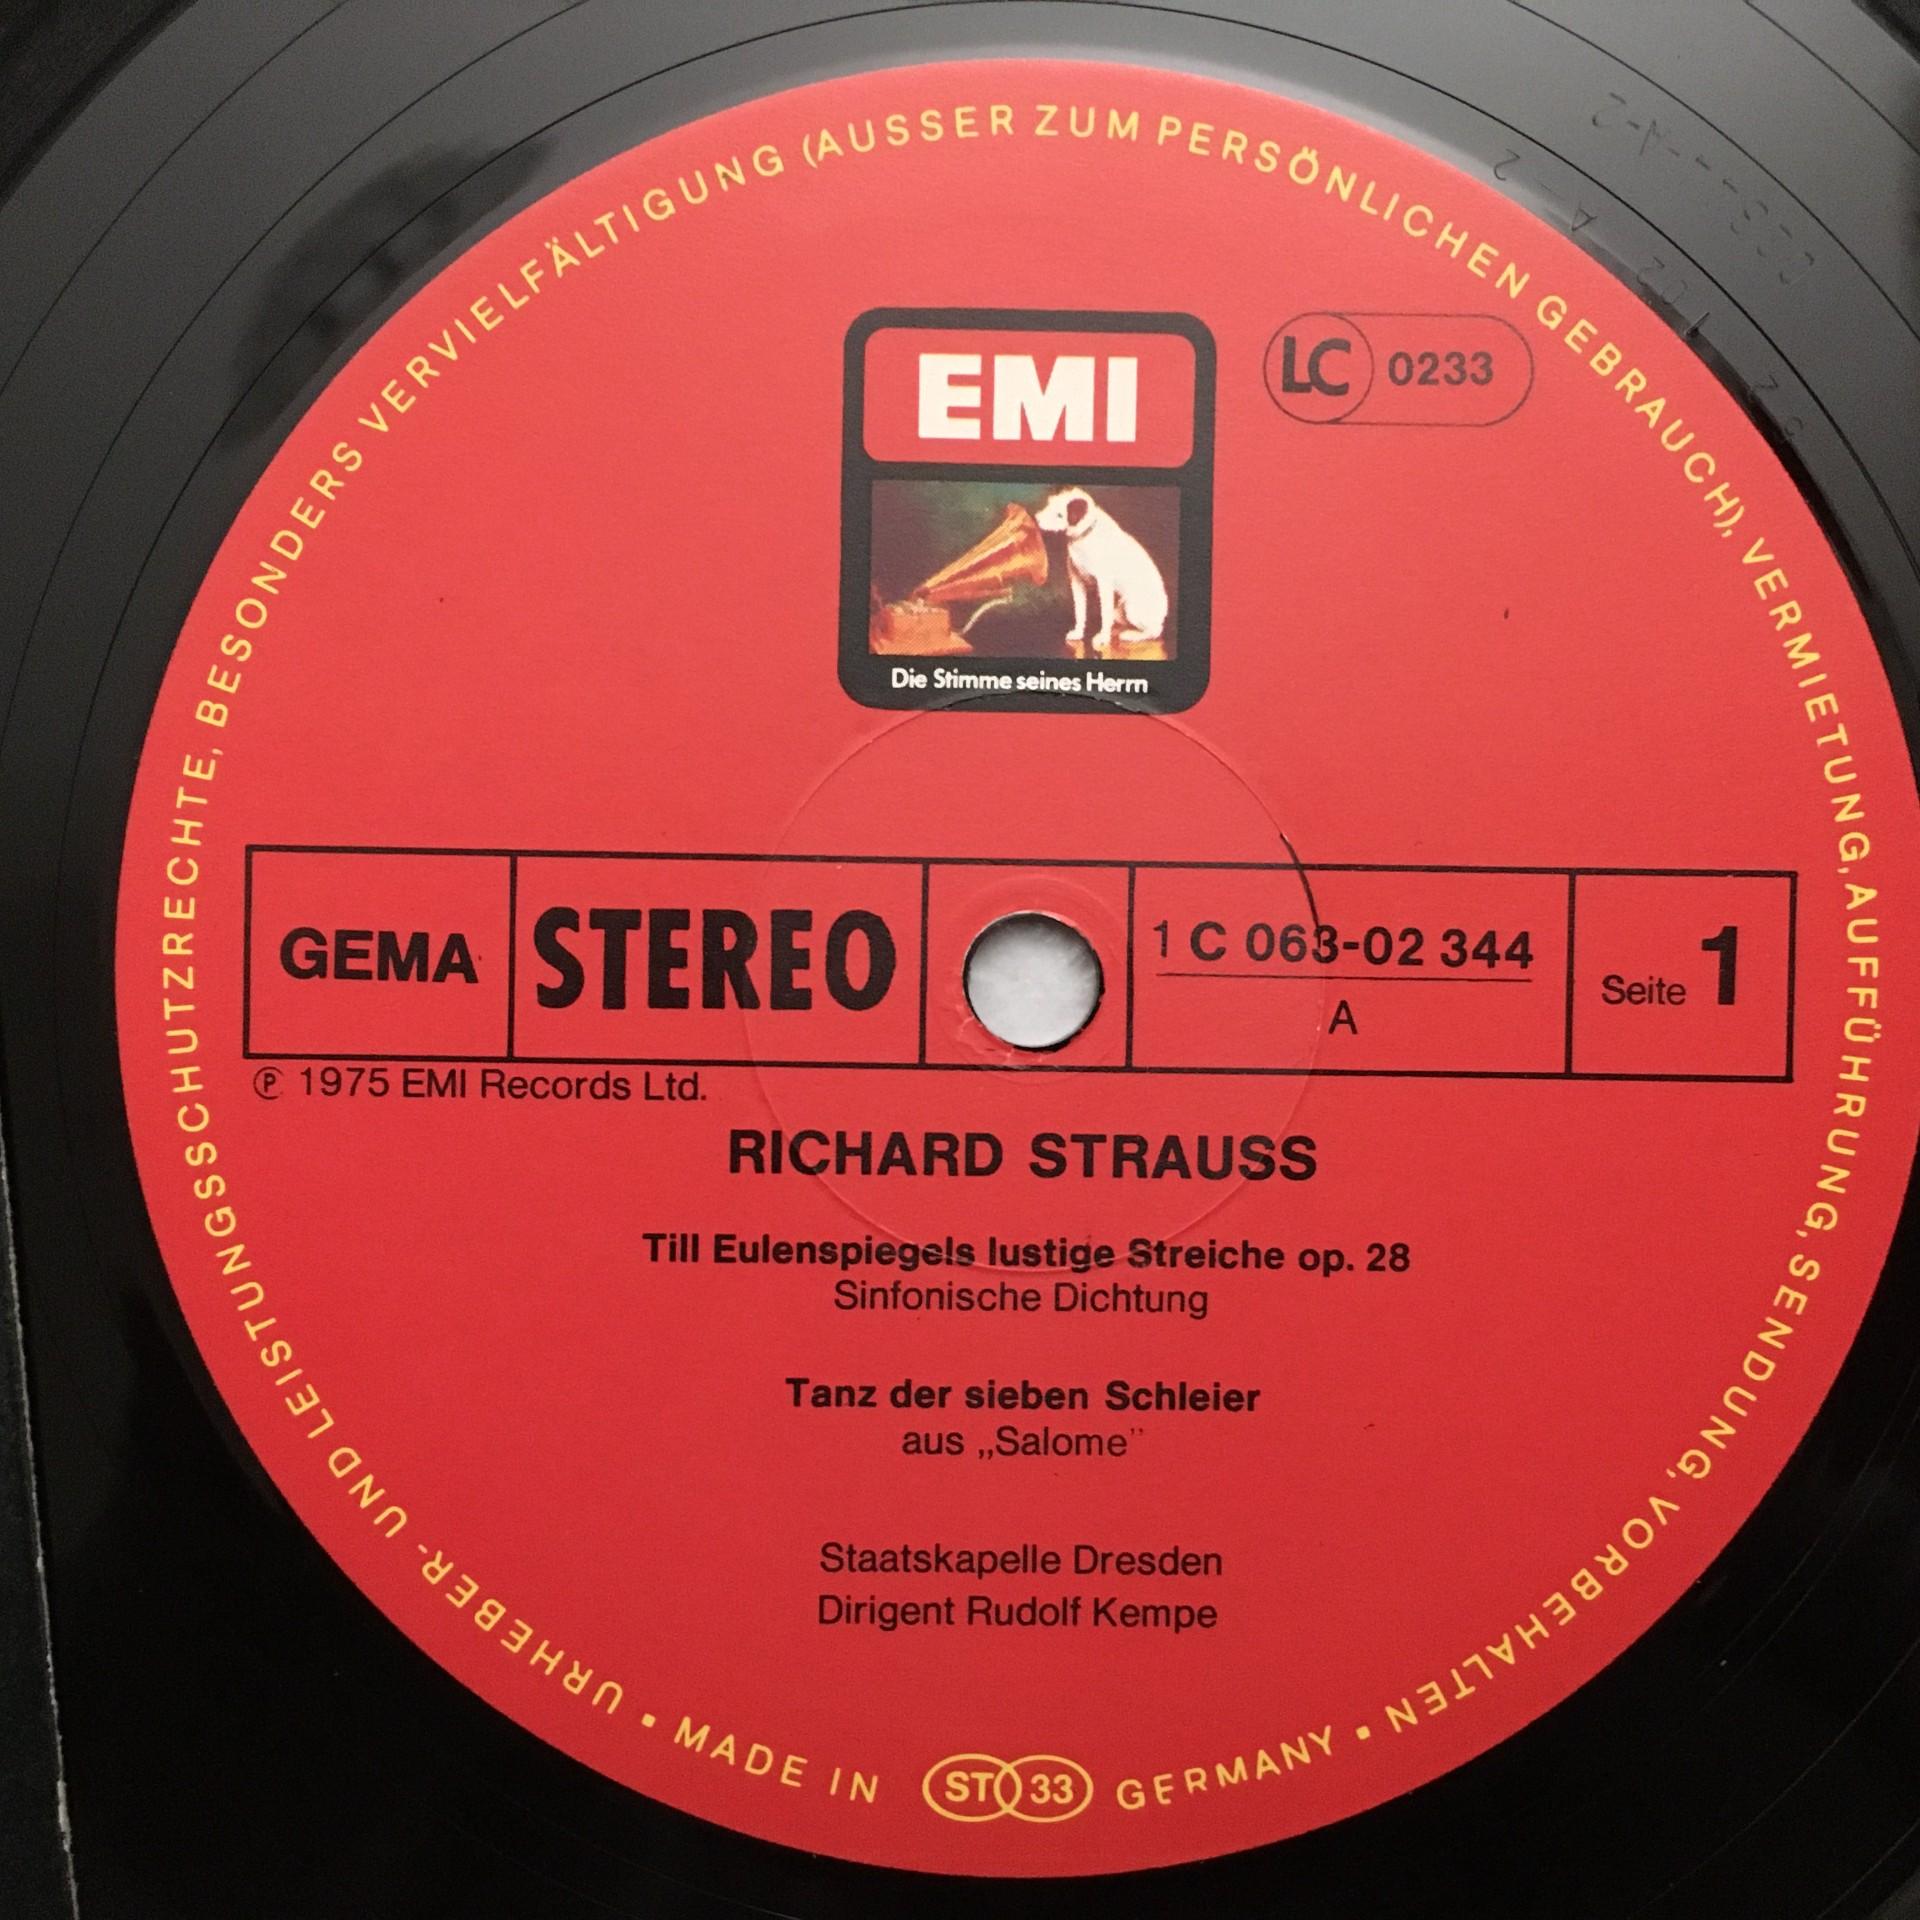 URHEBER- UND LEISTUNGSSCHUTZRECHTE, BESONDERS VERVIELFÄLTIGUNG (AUSSER ZUM PERSÖNLICHEN GEBRAUCH), VERMIETUNG, AUFFÜHRUNG, SENDUNG, VORBEHALTEN
EMI
LC 0233
Die Stimme seines Herrn
GEMA
STEREO
1 C 063-02 344
A
Seite 1
℗ 1975 EMI Records Ltd.
RICHARD STRAUSS
Till Eulenspiegels lustige Streiche op. 28
Sinfonische Dichtung
Tanz der sieben Schleier
aus „Salome"
Staatskapelle Dresden
Dirigent Rudolf Kempe
▪ MADE IN ST 33 GERMANY ▪